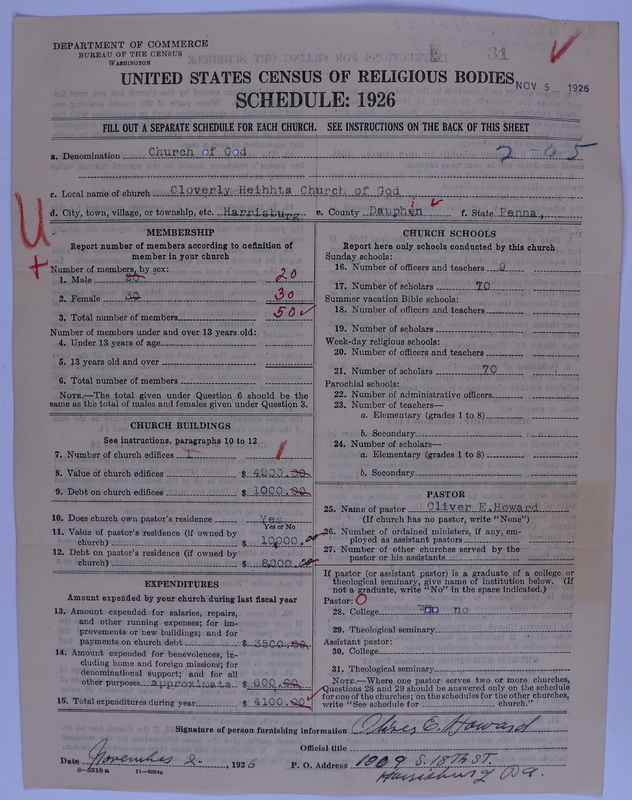 DEPARTMENT OF COMMERCE
BUREAU OF THE CENSUS
WASHINGTON
31
UNITED STATES CENSUS OF RELIGIOUS BODIES
NOV 5 1926
SCHEDULE: 1926
FILL OUT A SEPARATE SCHEDULE FOR EACH CHURCH. SEE INSTRUCTIONS ON THE BACK OF THIS SHEET
a. Denomination Church of God 2-05
c. Local name of church Cloverly Heihhts Church of God
d. City, town, village, or township, etc. Harrisburg e. County Dauphin f. State Penna,
MEMBERSHIP
Report number of members according to definition of
member in your church
Number of members, by sex:
1. Male 20 20
2. Female 30 30
3. Total number of members 50
Number of members under and over 13 years old:
4. Under 13 years of age
5. 13 years old and over
6. Total number of members
NOTE.—The total given under Question 6 should be the
same as the total of males and females given under Question 3.
CHURCH BUILDINGS
See instructions, paragraphs 10 to 12
7. Number of church edifices 1 1
8. Value of church edifices $ 4200.00
9. Debt on church edifices $ 1000.00
10. Does church own pastor's residence Yes
Yes or No
11. Value of pastor's residence (if owned by
church) $ 10000.00
12. Debt on pastor's residence (if owned by
church) $ 8000.00
EXPENDITURES
Amount expended by your church during last fiscal year
13. Amount expended for salaries, repairs,
and other running expenses; for im-
provements or new buildings; and for
payments on church debt $ 3500.00
14. Amount expended for benevolences, in-
cluding home and foreign missions; for
denominational support; and for all
other purposes approximate $ 600.00
15. Total expenditures during year $ 4100.00
CHURCH SCHOOLS
Report here only schools conducted by this church
Sunday schools:
16. Number of officers and teachers 9
17. Number of scholars 70
Summer vacation Bible schools:
18. Number of officers and teachers
19. Number of scholars
Week-day religious schools:
20. Number of officers and teachers
21. Number of scholars 70
Parochial schools:
22. Number of administrative officers
23. Number of teachers—
a. Elementary (grades 1 to 8)
b. Secondary
24. Number of scholars—
a. Elementary (grades 1 to 8)
b. Secondary
PASTOR
25. Name of pastor Oliver E.Howard
(If church has no pastor, write "None")
26. Number of ordained ministers, if any, em-
ployed as assistant pastors
27. Number of other churches served by the
pastor or his assistants
If pastor (or assistant pastor) is a graduate of a college or
theological seminary, give name of institution below. (If
not a graduate, write "No" in the space indicated.)
Pastor: O
28. College no
29. Theological seminary
Assistant pastor:
30. College
31. Theological seminary
NOTE.—Where one pastor serves two or more churches,
Questions 28 and 29 should be answered only on the schedule
for one of the churches; on the schedules for the other churches,
write "See schedule for church."
Signature of person furnishing information Oliver E. Howard
Official title
Date November 2, 1926 P. O. Address 1009 S. 18TH ST.
Harrisburg Pa.
8—5518a 11—9554a